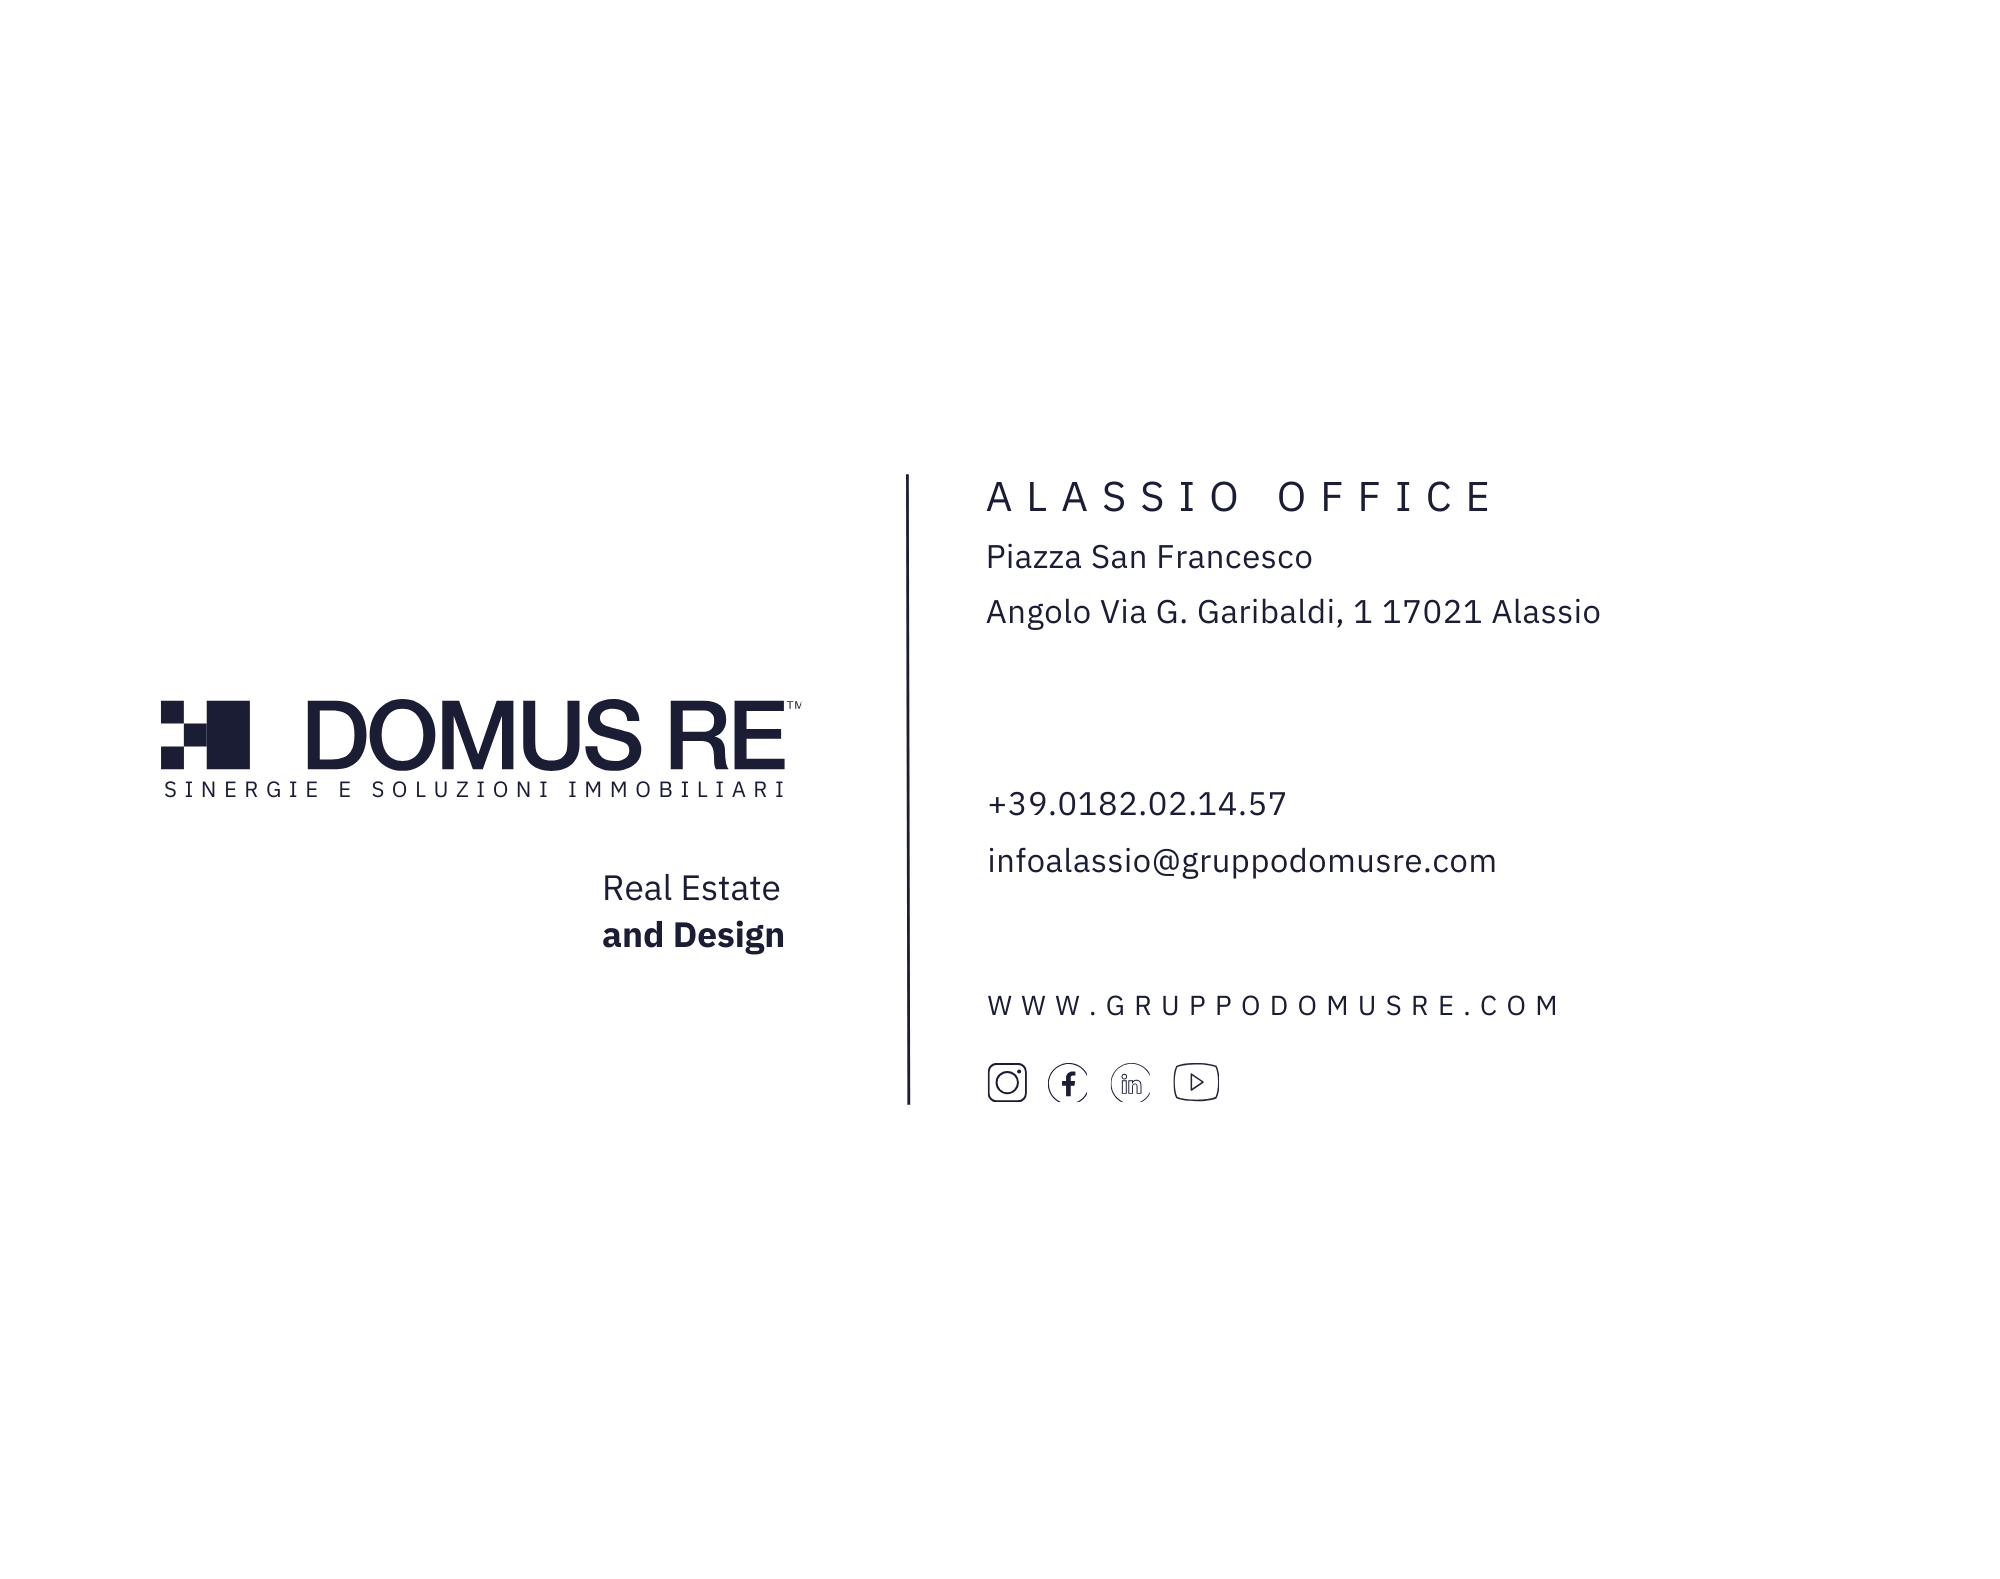 DOMUS RE™
SINERGIE E SOLUZIONI IMMOBILIARI
Real Estate
and Design
ALASSIO OFFICE
Piazza San Francesco
Angolo Via G. Garibaldi, 1 17021 Alassio
+39.0182.02.14.57
infoalassio@gruppodomusre.com
WWW.GRUPPODOMUSRE.COM
in